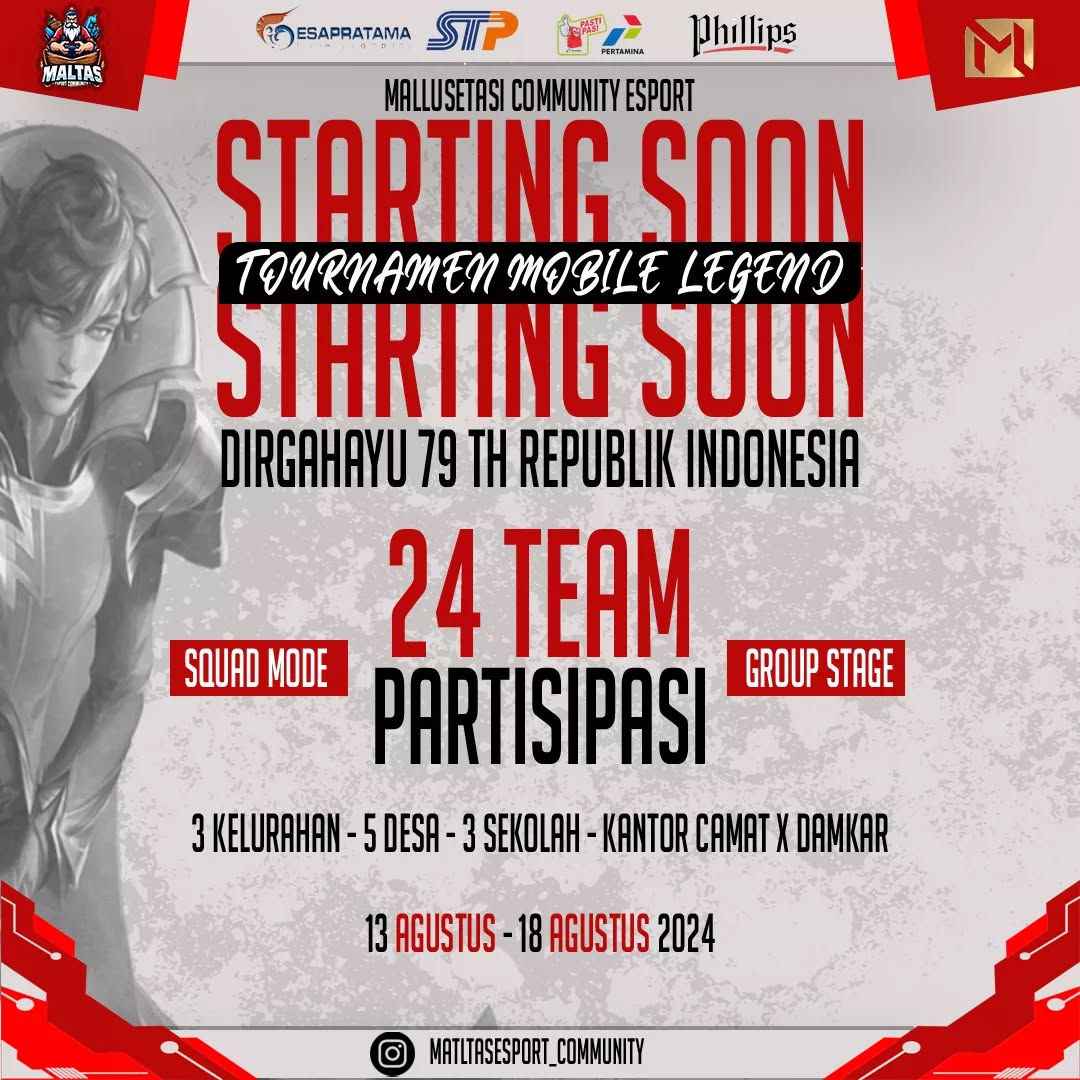 MALTAS
ESPORT COMMUNITY
ESAPRATAMA
STP
PASTI PAS!
PERTAMINA
Phillips
M
MALLUSETASI COMMUNITY ESPORT
STARTING SOON
TOURNAMEN MOBILE LEGEND
STARTING SOON
DIRGAHAYU 79 TH REPUBLIK INDONESIA
24 TEAM
SQUAD MODE
PARTISIPASI
GROUP STAGE
3 KELURAHAN - 5 DESA - 3 SEKOLAH - KANTOR CAMAT X DAMKAR
13 AGUSTUS - 18 AGUSTUS 2024
MATLTASESPORT_COMMUNITY